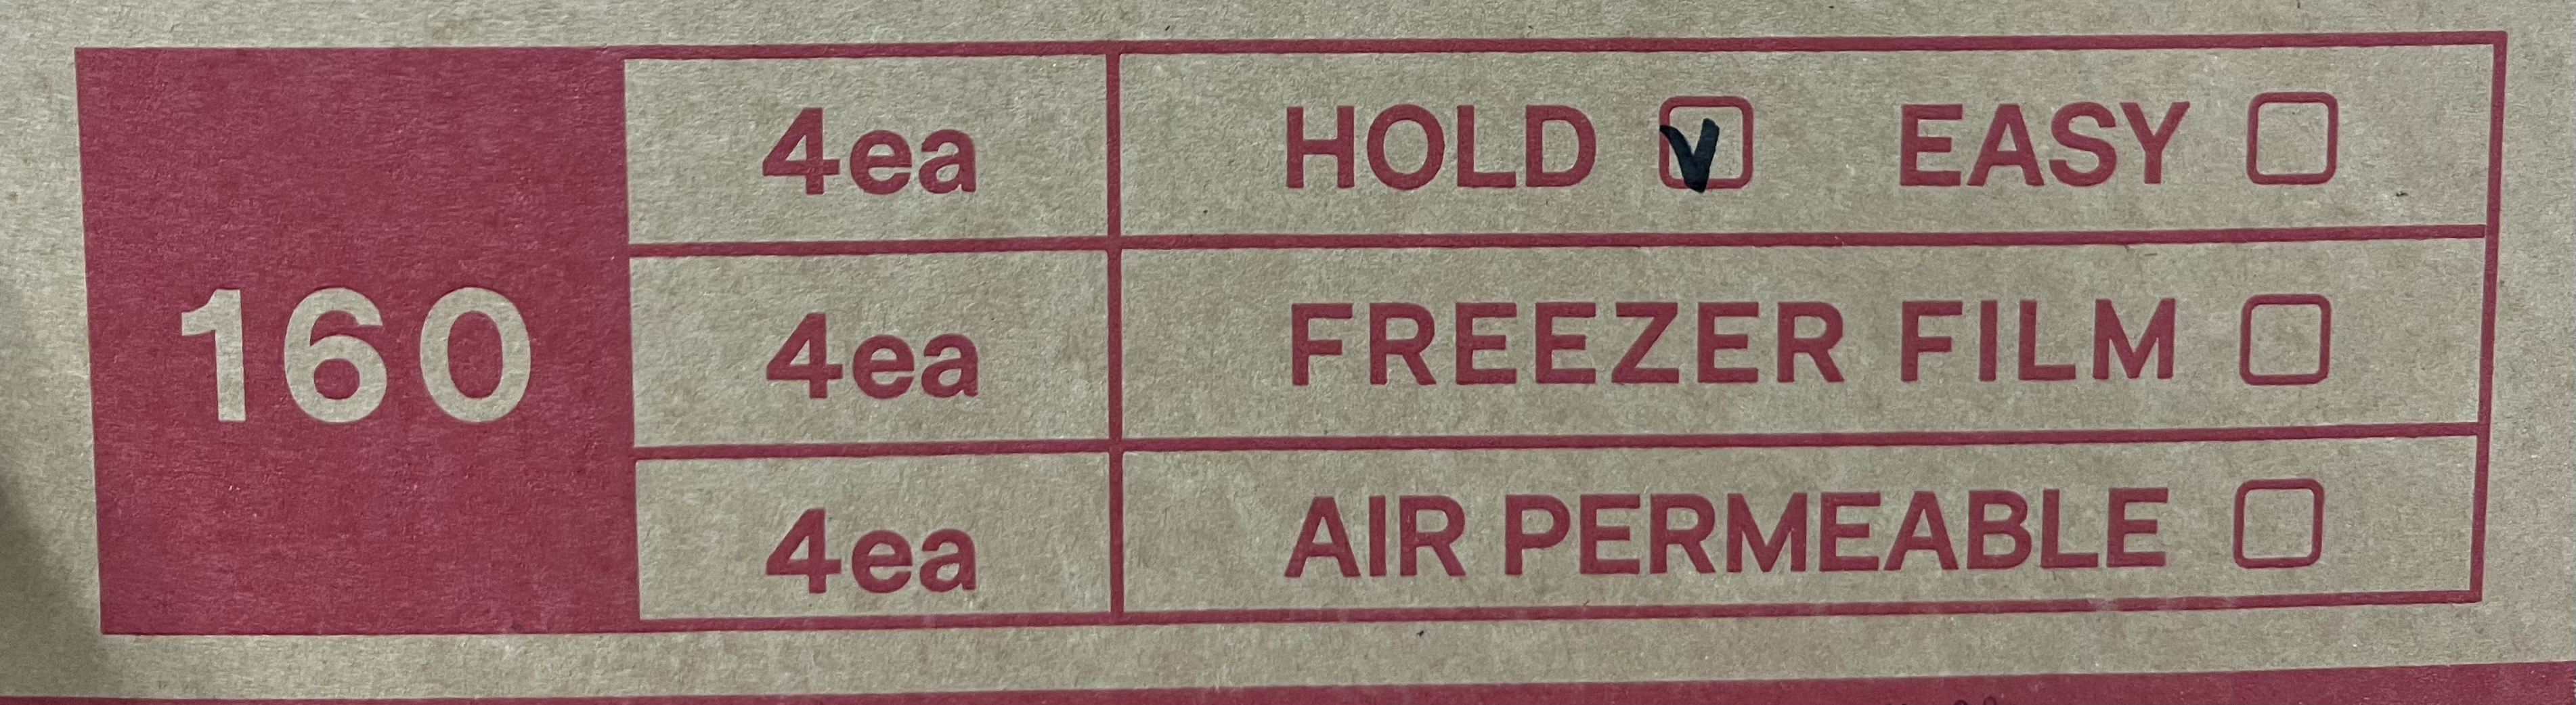 160
4ea HOLD ☑ EASY ☐
4ea FREEZER FILM ☐
4ea AIR PERMEABLE ☐